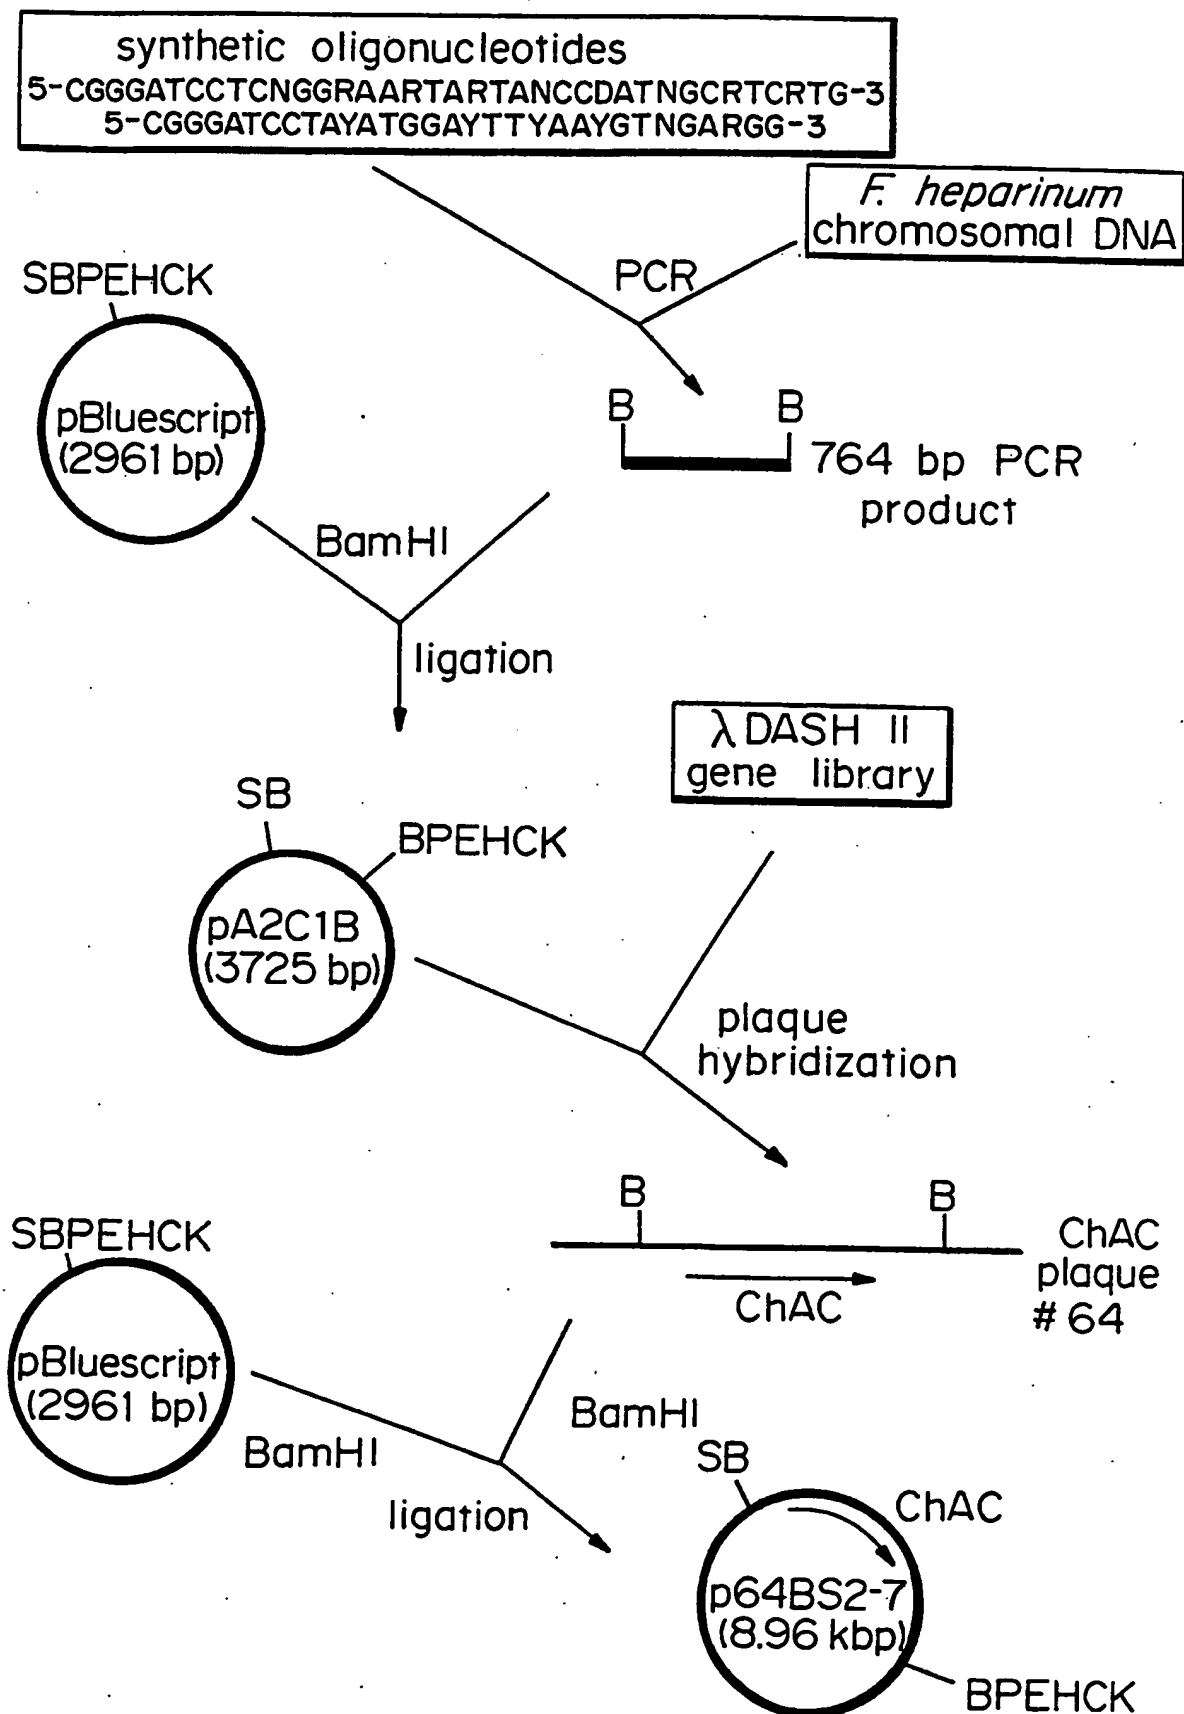 synthetic oligonucleotides
5-CGGGATCCTCNGGRAARTARTANCCDATNGCRTCRTG-3
5-CGGGATCCTAYATGGAYTTYAAYGTNGARGG-3
F. heparinum
chromosomal DNA
PCR
SBPEHCK
pBluescript
(2961 bp)
B B
764 bp PCR
product
BamHI
ligation
λ DASH II
gene library
SB
BPEHCK
pA2C1B
(3725 bp)
plaque
hybridization
B B
ChAC
plaque
# 64
ChAC
SBPEHCK
pBluescript
(2961 bp)
BamHI
BamHI
ligation
SB
ChAC
p64BS2-7
(8.96 kbp)
BPEHCK